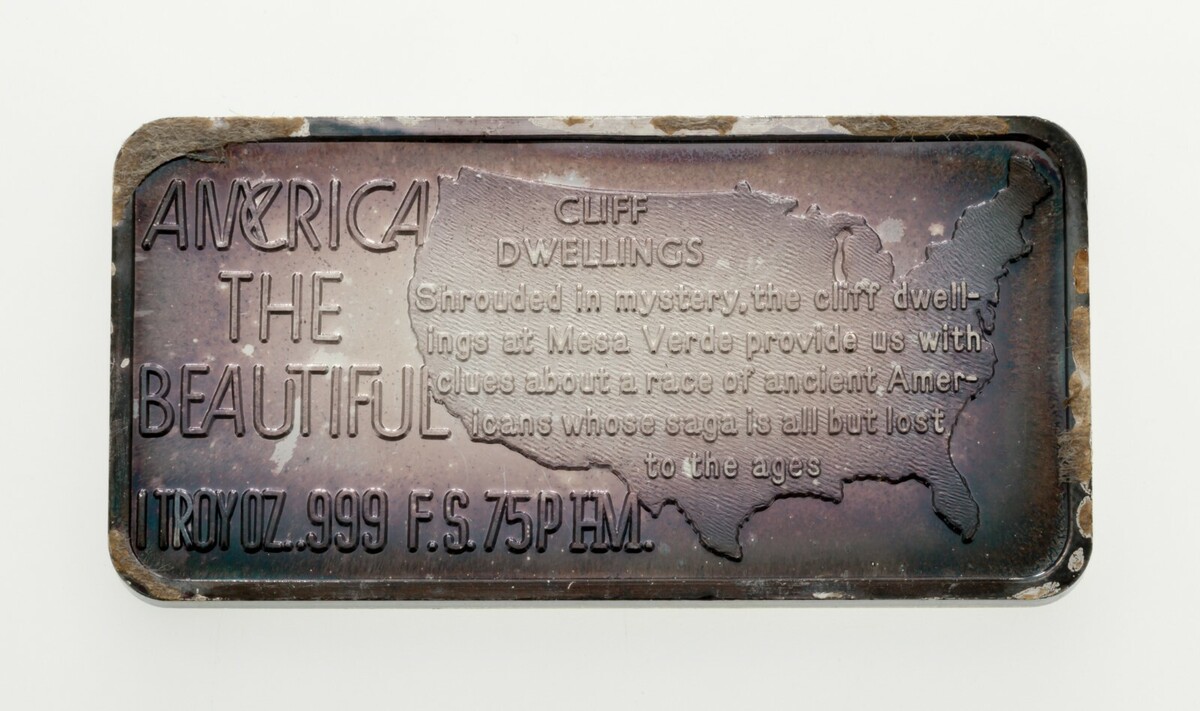 AMERICA
THE
BEAUTIFUL
1 TROY OZ. .999 F.S. 75P HM.
CLIFF
DWELLINGS
Shrouded in mystery, the cliff dwell-
ings at Mesa Verde provide us with
clues about a race of ancient Amer-
icans whose saga is all but lost
to the ages